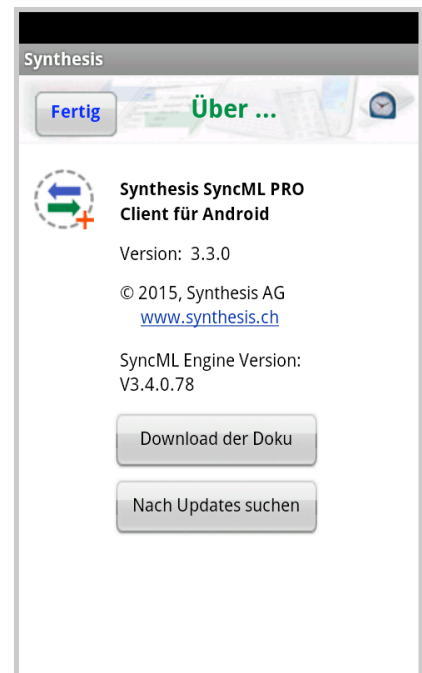 Synthesis
Fertig
Über ...
Synthesis SyncML PRO
Client für Android
Version: 3.3.0
© 2015, Synthesis AG
www.synthesis.ch
SyncML Engine Version:
V3.4.0.78
Download der Doku
Nach Updates suchen